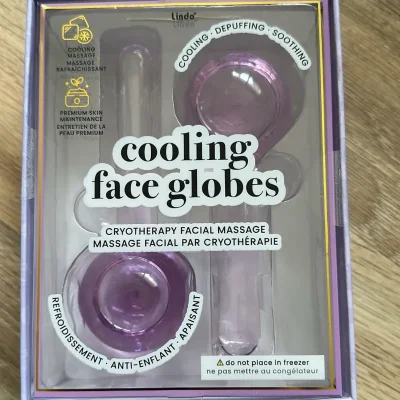 Lindo
COOLING
MASSAGE
MASSAGE
RAFRAÎCHISSANT
PREMIUM SKIN
MAINTENANCE
ENTRETIEN DE LA
PEAU PREMIUM
COOLING · DEPUFFING · SOOTHING
cooling
face globes
CRYOTHERAPY FACIAL MASSAGE
MASSAGE FACIAL PAR CRYOTHÉRAPIE
REFROIDISSEMENT · ANTI-ENFLANT · APAISANT
do not place in freezer
ne pas mettre au congélateur